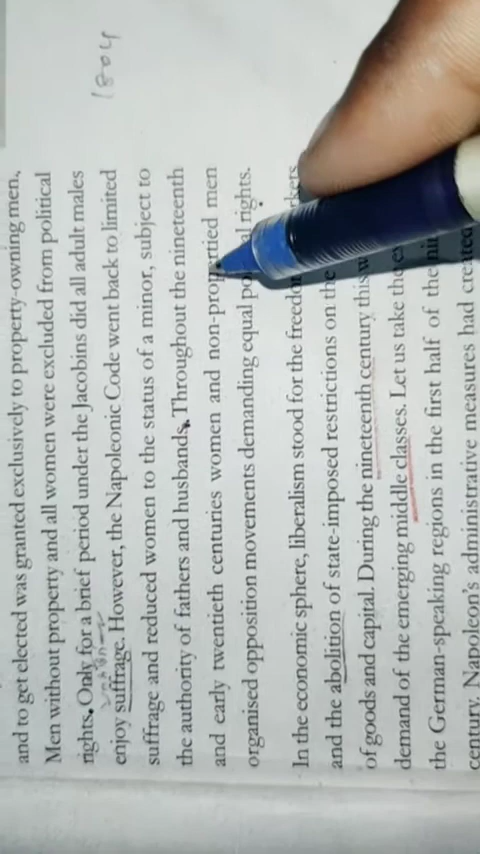 and to get elected was granted exclusively to property-owning men.
Men without property and all women were excluded from political
rights. Only for a brief period under the Jacobins did all adult males
enjoy suffrage. However, the Napoleonic Code went back to limited
suffrage and reduced women to the status of a minor, subject to
the authority of fathers and husbands. Throughout the nineteenth
and early twentieth centuries women and non-propertied men
organised opposition movements demanding equal rights.
In the economic sphere, liberalism stood for the
and the abolition of state-imposed restrictions on the
of goods and capital. During the nineteenth century this
demand of the emerging middle classes. Let us take the
the German-speaking regions in the first half of the
century. Napoleon's administrative measures had created
1804